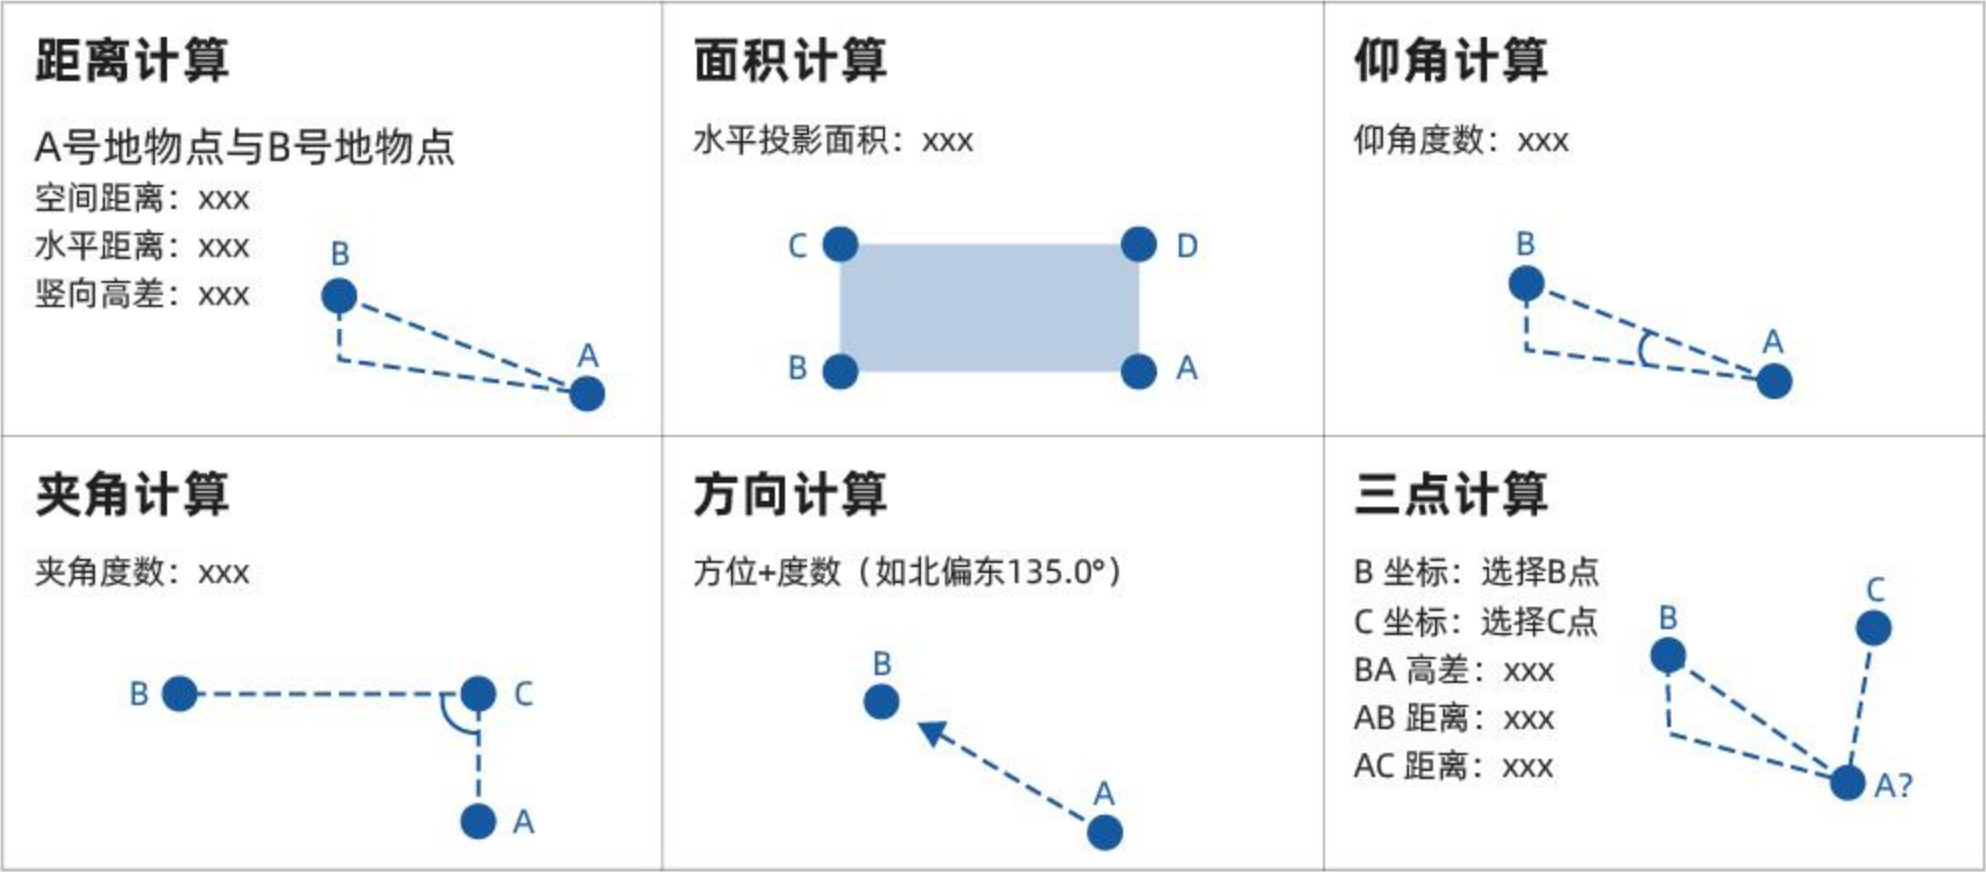 距离计算
A号地物点与B号地物点
空间距离：xxx
水平距离：xxx
竖向高差：xxx
B
A
面积计算
水平投影面积：xxx
C
D
B
A
仰角计算
仰角度数：xxx
B
A
夹角计算
夹角度数：xxx
B
C
A
方向计算
方位+度数（如北偏东135.0°）
B
A
三点计算
B 坐标：选择B点
C 坐标：选择C点
BA 高差：xxx
AB 距离：xxx
AC 距离：xxx
C
B
A?